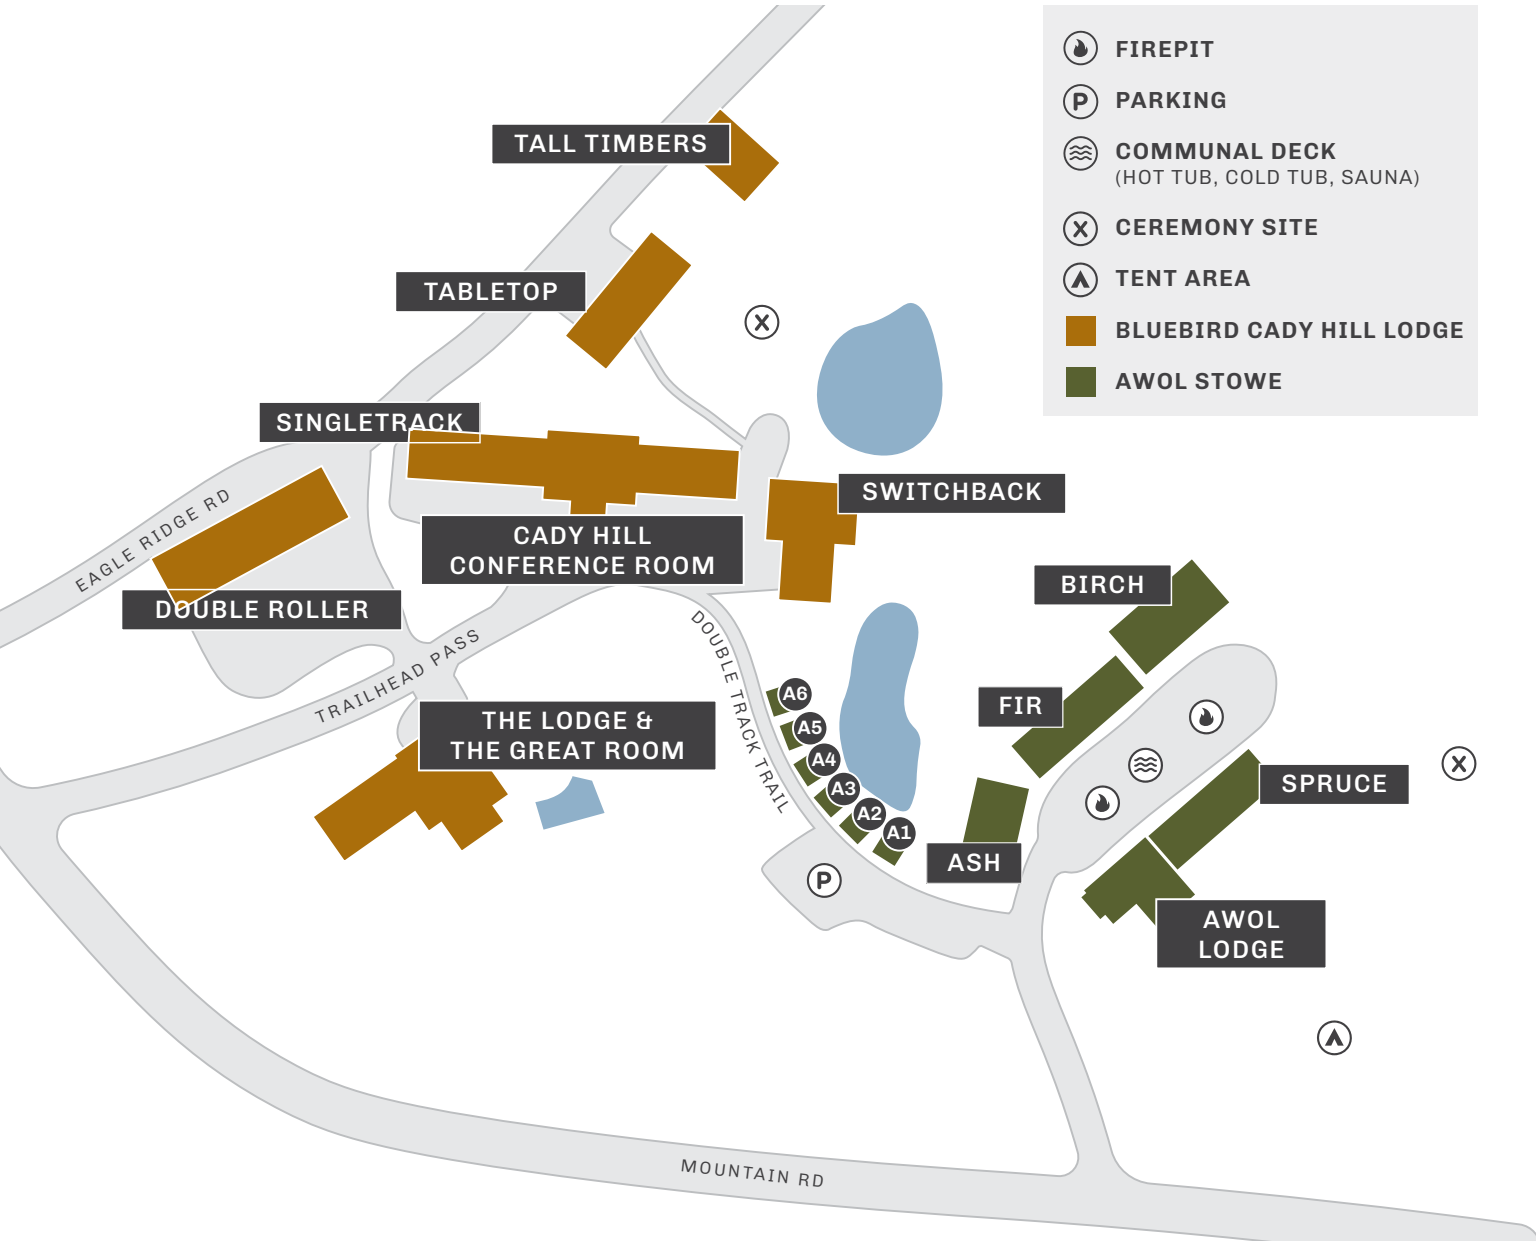 FIREPIT
P PARKING
COMMUNAL DECK
(HOT TUB, COLD TUB, SAUNA)
X CEREMONY SITE
TENT AREA
BLUEBIRD CADY HILL LODGE
AWOL STOWE
TALL TIMBERS
TABLETOP
X
SINGLETRACK
SWITCHBACK
EAGLE RIDGE RD
CADY HILL
CONFERENCE ROOM
DOUBLE ROLLER
BIRCH
TRAILHEAD PASS
DOUBLE TRACK TRAIL
A6
A5
A4
A3
A2
A1
FIR
THE LODGE &
THE GREAT ROOM
SPRUCE
X
ASH
P
AWOL
LODGE
MOUNTAIN RD